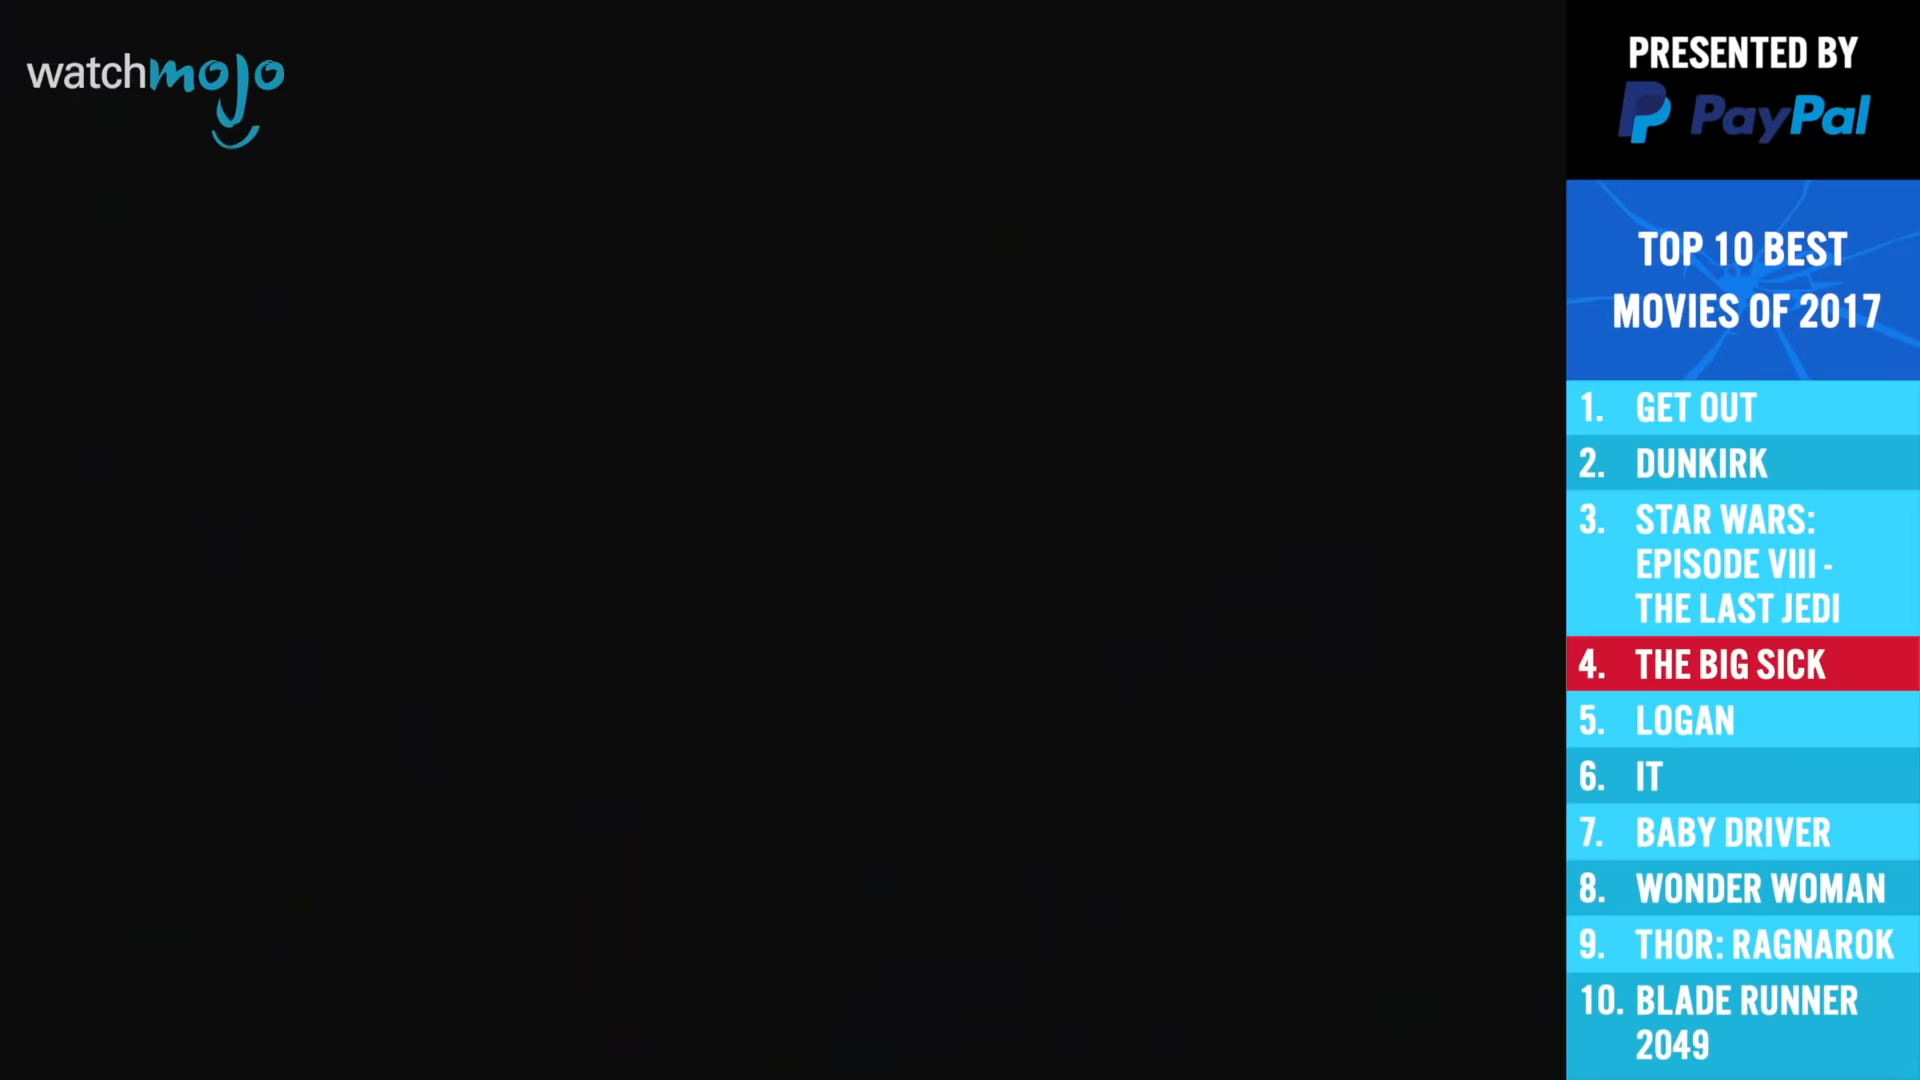 watchmojo
PRESENTED BY
PayPal
TOP 10 BEST
MOVIES OF 2017
1. GET OUT
2. DUNKIRK
3. STAR WARS:
EPISODE VIII -
THE LAST JEDI
4. THE BIG SICK
5. LOGAN
6. IT
7. BABY DRIVER
8. WONDER WOMAN
9. THOR: RAGNAROK
10. BLADE RUNNER
2049